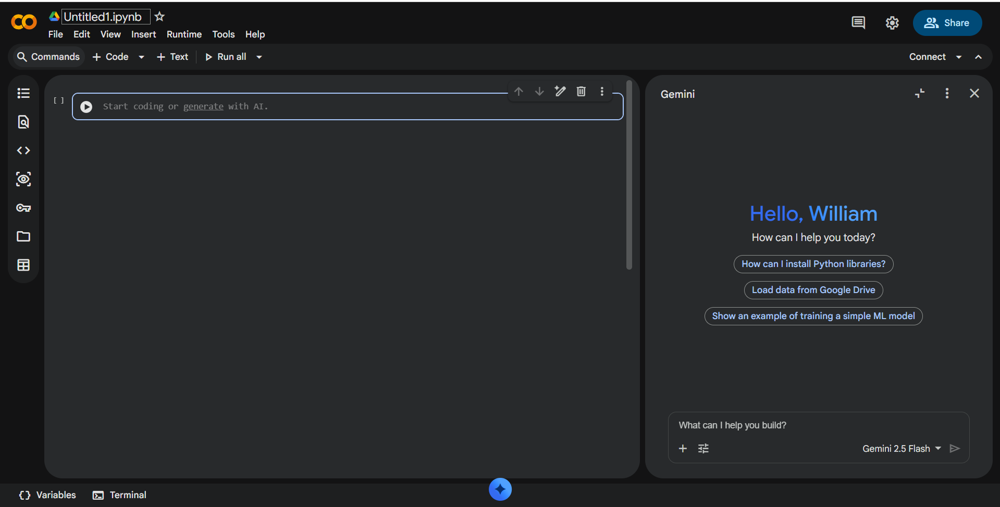 Untitled1.ipynb
File Edit View Insert Runtime Tools Help
Share
Commands + Code + Text Run all
Connect
[ ]
Start coding or generate with AI.
Gemini
Hello, William
How can I help you today?
How can I install Python libraries?
Load data from Google Drive
Show an example of training a simple ML model
What can I help you build?
Gemini 2.5 Flash
Variables Terminal